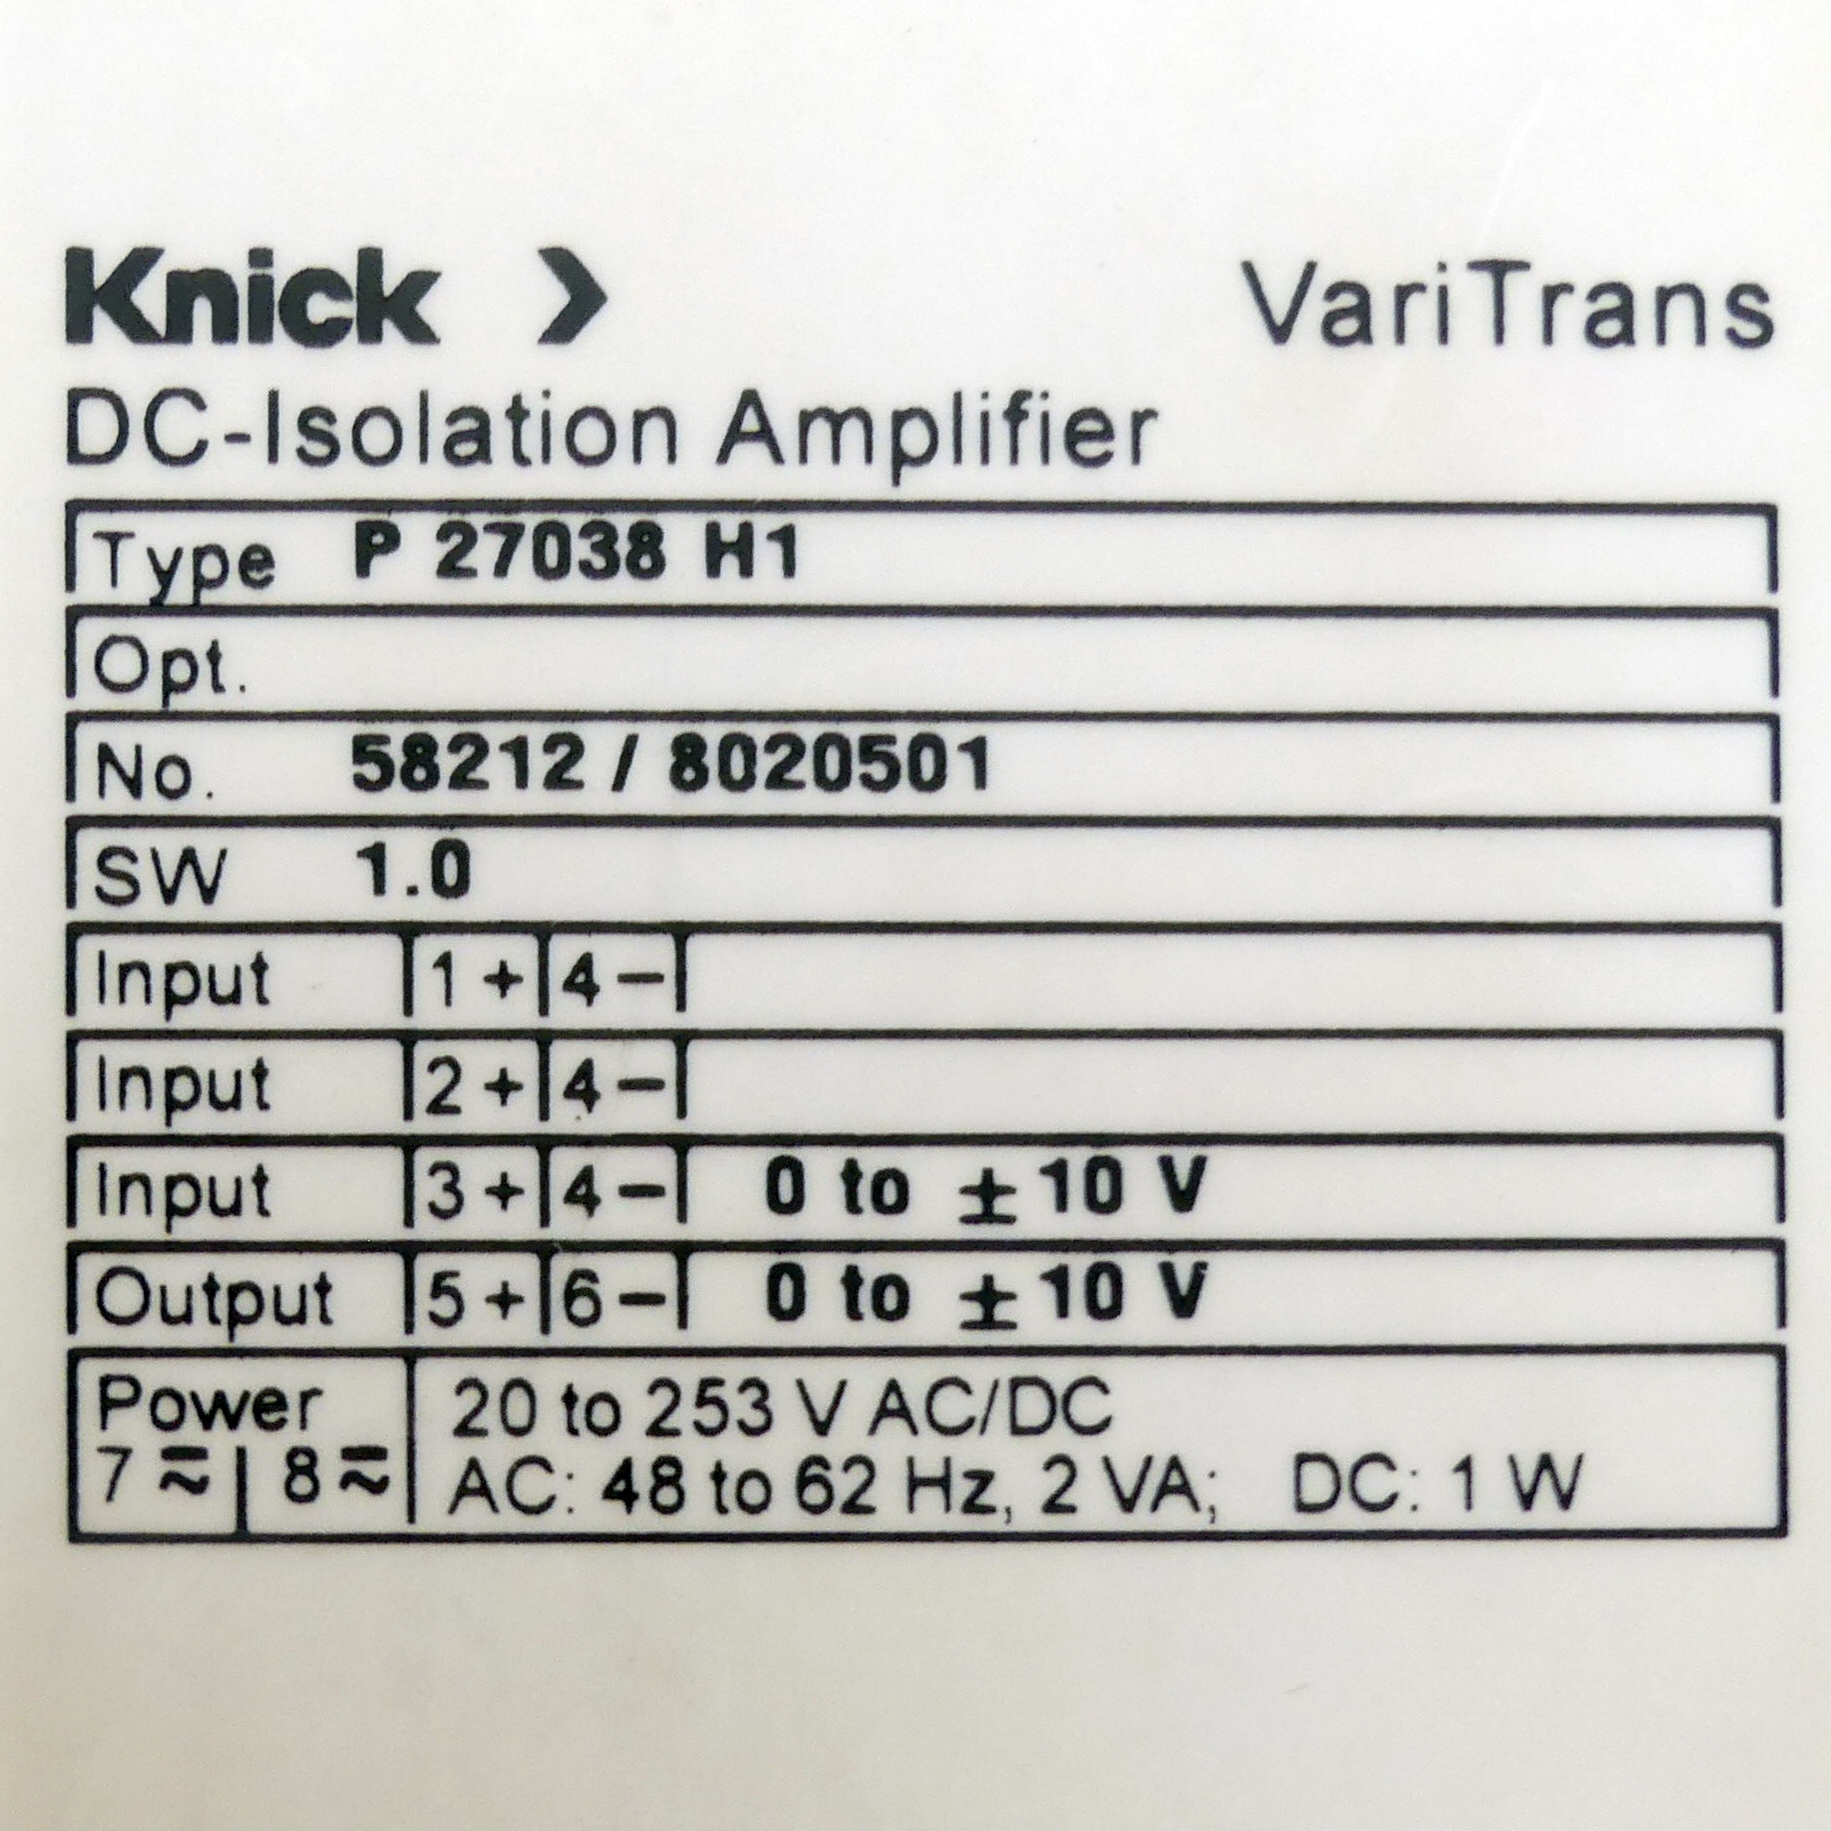 Knick > VariTrans
DC-Isolation Amplifier
Type P 27038 H1
Opt.
No. 58212 / 8020501
SW 1.0
Input 1 + 4 −
Input 2 + 4 −
Input 3 + 4 − 0 to ± 10 V
Output 5 + 6 − 0 to ± 10 V
Power 20 to 253 V AC/DC
7 ≂ 8 ≂ AC: 48 to 62 Hz, 2 VA; DC: 1 W